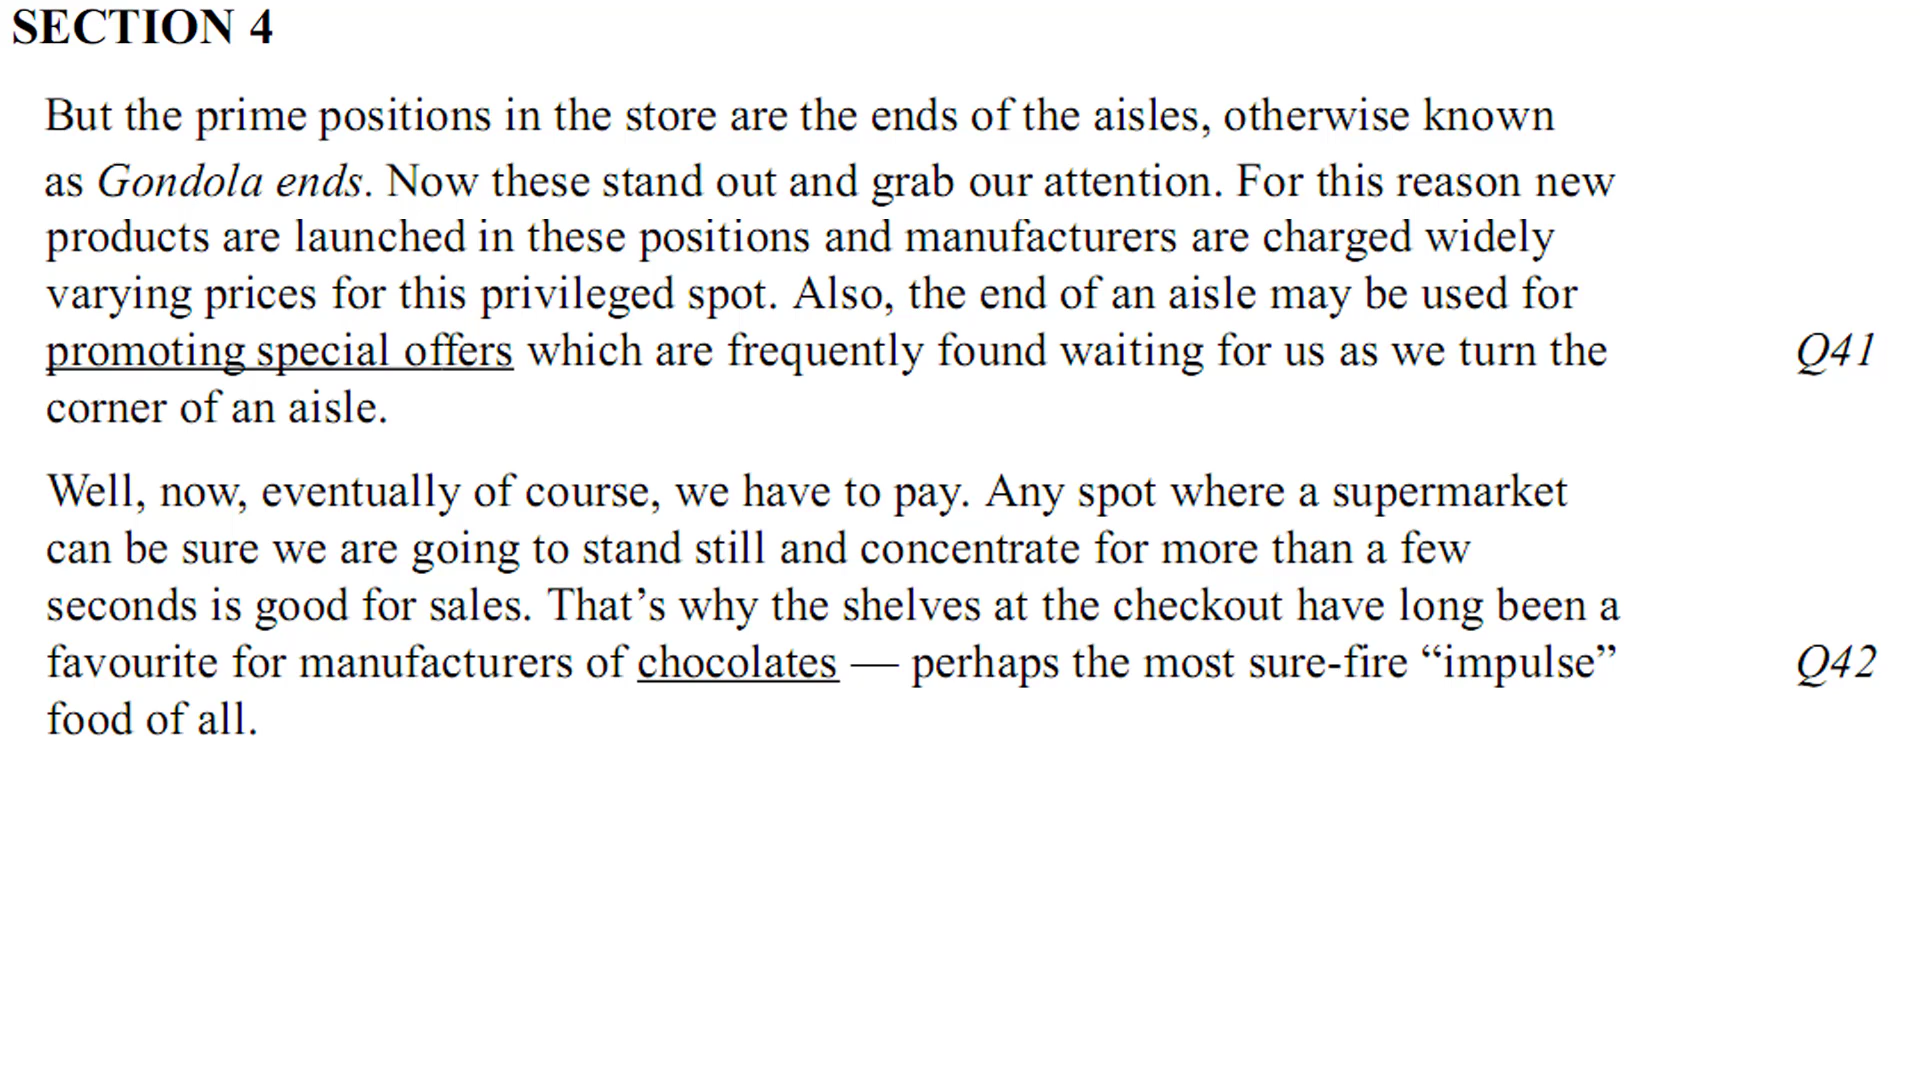 SECTION 4
But the prime positions in the store are the ends of the aisles, otherwise known
as Gondola ends. Now these stand out and grab our attention. For this reason new
products are launched in these positions and manufacturers are charged widely
varying prices for this privileged spot. Also, the end of an aisle may be used for
promoting special offers which are frequently found waiting for us as we turn the Q41
corner of an aisle.
Well, now, eventually of course, we have to pay. Any spot where a supermarket
can be sure we are going to stand still and concentrate for more than a few
seconds is good for sales. That’s why the shelves at the checkout have long been a
favourite for manufacturers of chocolates — perhaps the most sure-fire “impulse” Q42
food of all.